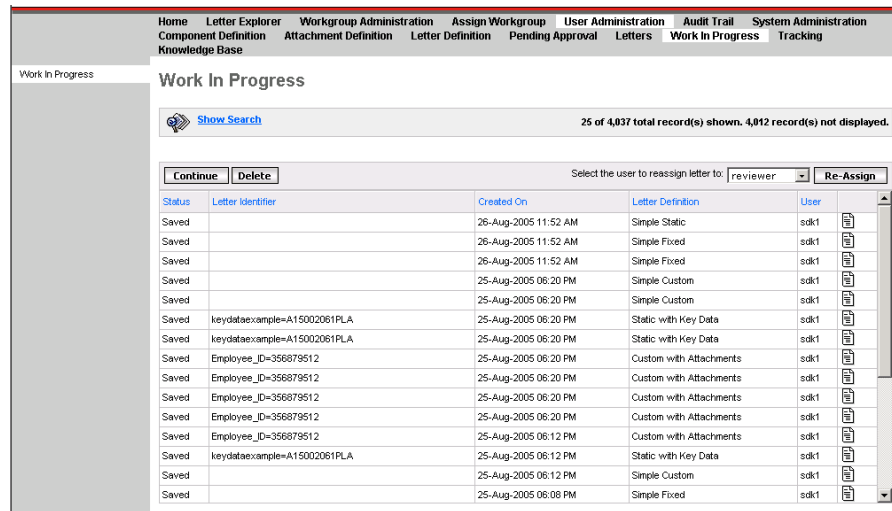 Home Letter Explorer Workgroup Administration Assign Workgroup User Administration Audit Trail System Administration
Component Definition Attachment Definition Letter Definition Pending Approval Letters Work In Progress Tracking
Knowledge Base
Work In Progress
Work In Progress
Show Search 25 of 4,037 total record(s) shown. 4,012 record(s) not displayed.
Continue Delete Select the user to reassign letter to: reviewer Re-Assign
Status Letter Identifier Created On Letter Definition User
Saved 26-Aug-2005 11:52 AM Simple Static sdk1
Saved 26-Aug-2005 11:52 AM Simple Fixed sdk1
Saved 26-Aug-2005 11:52 AM Simple Fixed sdk1
Saved 25-Aug-2005 06:20 PM Simple Custom sdk1
Saved 25-Aug-2005 06:20 PM Simple Custom sdk1
Saved keydataexample=A15002061PLA 25-Aug-2005 06:20 PM Static with Key Data sdk1
Saved keydataexample=A15002061PLA 25-Aug-2005 06:20 PM Static with Key Data sdk1
Saved Employee_ID=356879512 25-Aug-2005 06:20 PM Custom with Attachments sdk1
Saved Employee_ID=356879512 25-Aug-2005 06:20 PM Custom with Attachments sdk1
Saved Employee_ID=356879512 25-Aug-2005 06:20 PM Custom with Attachments sdk1
Saved Employee_ID=356879512 25-Aug-2005 06:20 PM Custom with Attachments sdk1
Saved Employee_ID=356879512 25-Aug-2005 06:12 PM Custom with Attachments sdk1
Saved keydataexample=A15002061PLA 25-Aug-2005 06:12 PM Static with Key Data sdk1
Saved 25-Aug-2005 06:12 PM Simple Custom sdk1
Saved 25-Aug-2005 06:08 PM Simple Fixed sdk1